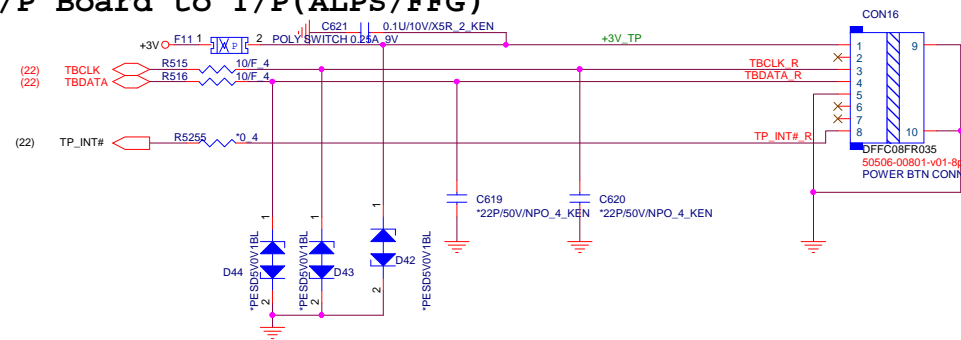 /P Board to T/P(ALPS/FFG)
C621 0.1U/10V/X5R_2_KEN
CON16
+3V F11 1 P 2 POLY SWITCH 0.25A_9V +3V_TP
(22) TBCLK R515 10/F_4 TBCLK_R
(22) TBDATA R516 10/F_4 TBDATA_R
(22) TP_INT# R5255 *0_4 TP_INT#_R
1 9
2
3
4
5
6
7
8 10
DFFC08FR035
50506-00801-v01-8p
POWER BTN CONN
C619 C620
*22P/50V/NPO_4_KEN *22P/50V/NPO_4_KEN
1 1 1
D44 D43 D42
*PESD5V0V1BL *PESD5V0V1BL *PESD5V0V1BL
2 2 2